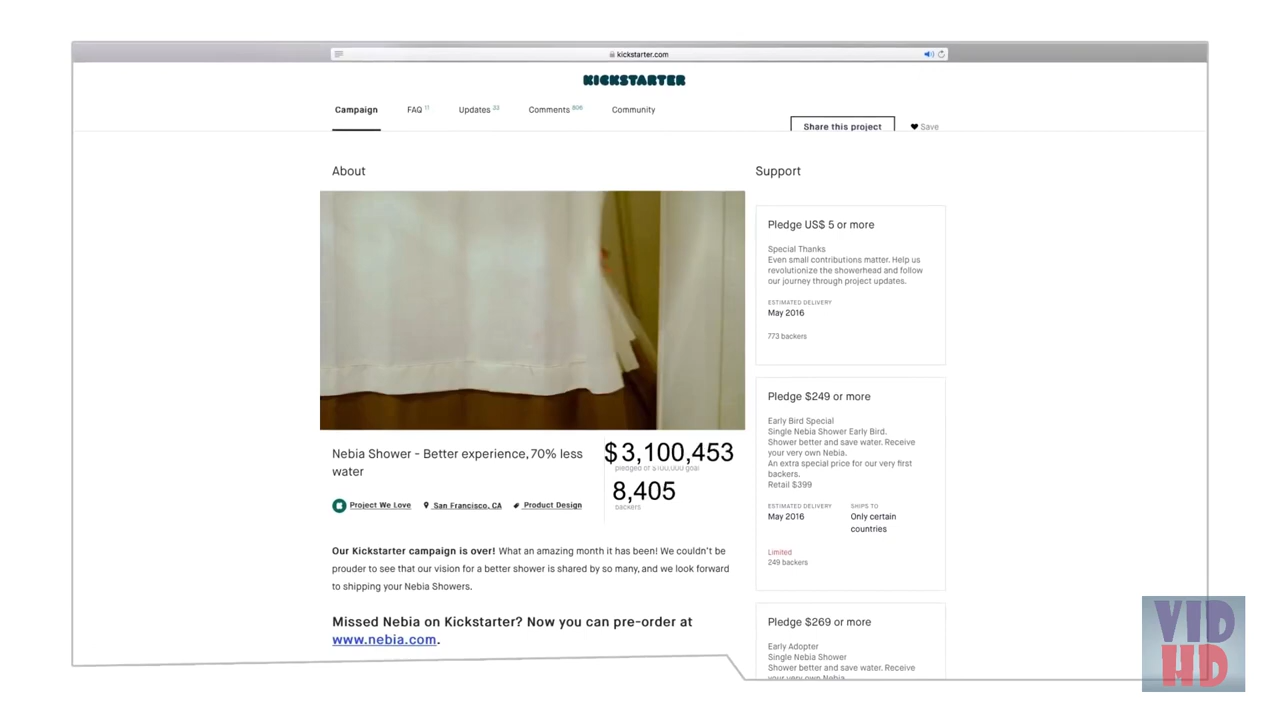 kickstarter.com
KICKSTARTER
Campaign FAQ 11 Updates 33 Comments 806 Community
Share this project Save
About
Support
Pledge US$ 5 or more
Special Thanks
Even small contributions matter. Help us
revolutionize the showerhead and follow
our journey through project updates.
ESTIMATED DELIVERY
May 2016
773 backers
Pledge $249 or more
Early Bird Special
Single Nebia Shower Early Bird.
Shower better and save water. Receive
your very own Nebia.
An extra special price for our very first
backers.
Retail $399
ESTIMATED DELIVERY SHIPS TO
May 2016 Only certain
countries
Limited
249 backers
Pledge $269 or more
Early Adopter
Single Nebia Shower
Shower better and save water. Receive
your very own Nebia
Nebia Shower - Better experience, 70% less
water
$3,100,453
pledged of $100,000 goal
8,405
backers
Project We Love San Francisco, CA Product Design
Our Kickstarter campaign is over! What an amazing month it has been! We couldn't be
prouder to see that our vision for a better shower is shared by so many, and we look forward
to shipping your Nebia Showers.
Missed Nebia on Kickstarter? Now you can pre-order at
www.nebia.com.
VID
HD